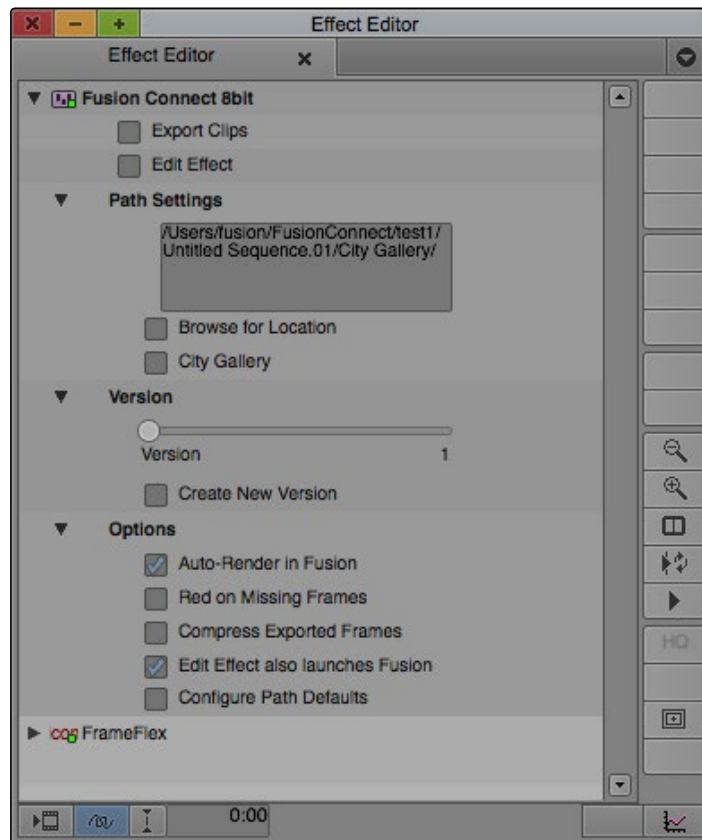 Effect Editor
Effect Editor
Fusion Connect 8bit
Export Clips
Edit Effect
Path Settings
/Users/fusion/FusionConnect/test1/
Untitled Sequence.01/City Gallery/
Browse for Location
City Gallery
Version
Version 1
Create New Version
Options
Auto-Render in Fusion
Red on Missing Frames
Compress Exported Frames
Edit Effect also launches Fusion
Configure Path Defaults
HQ
icon FrameFlex
0:00